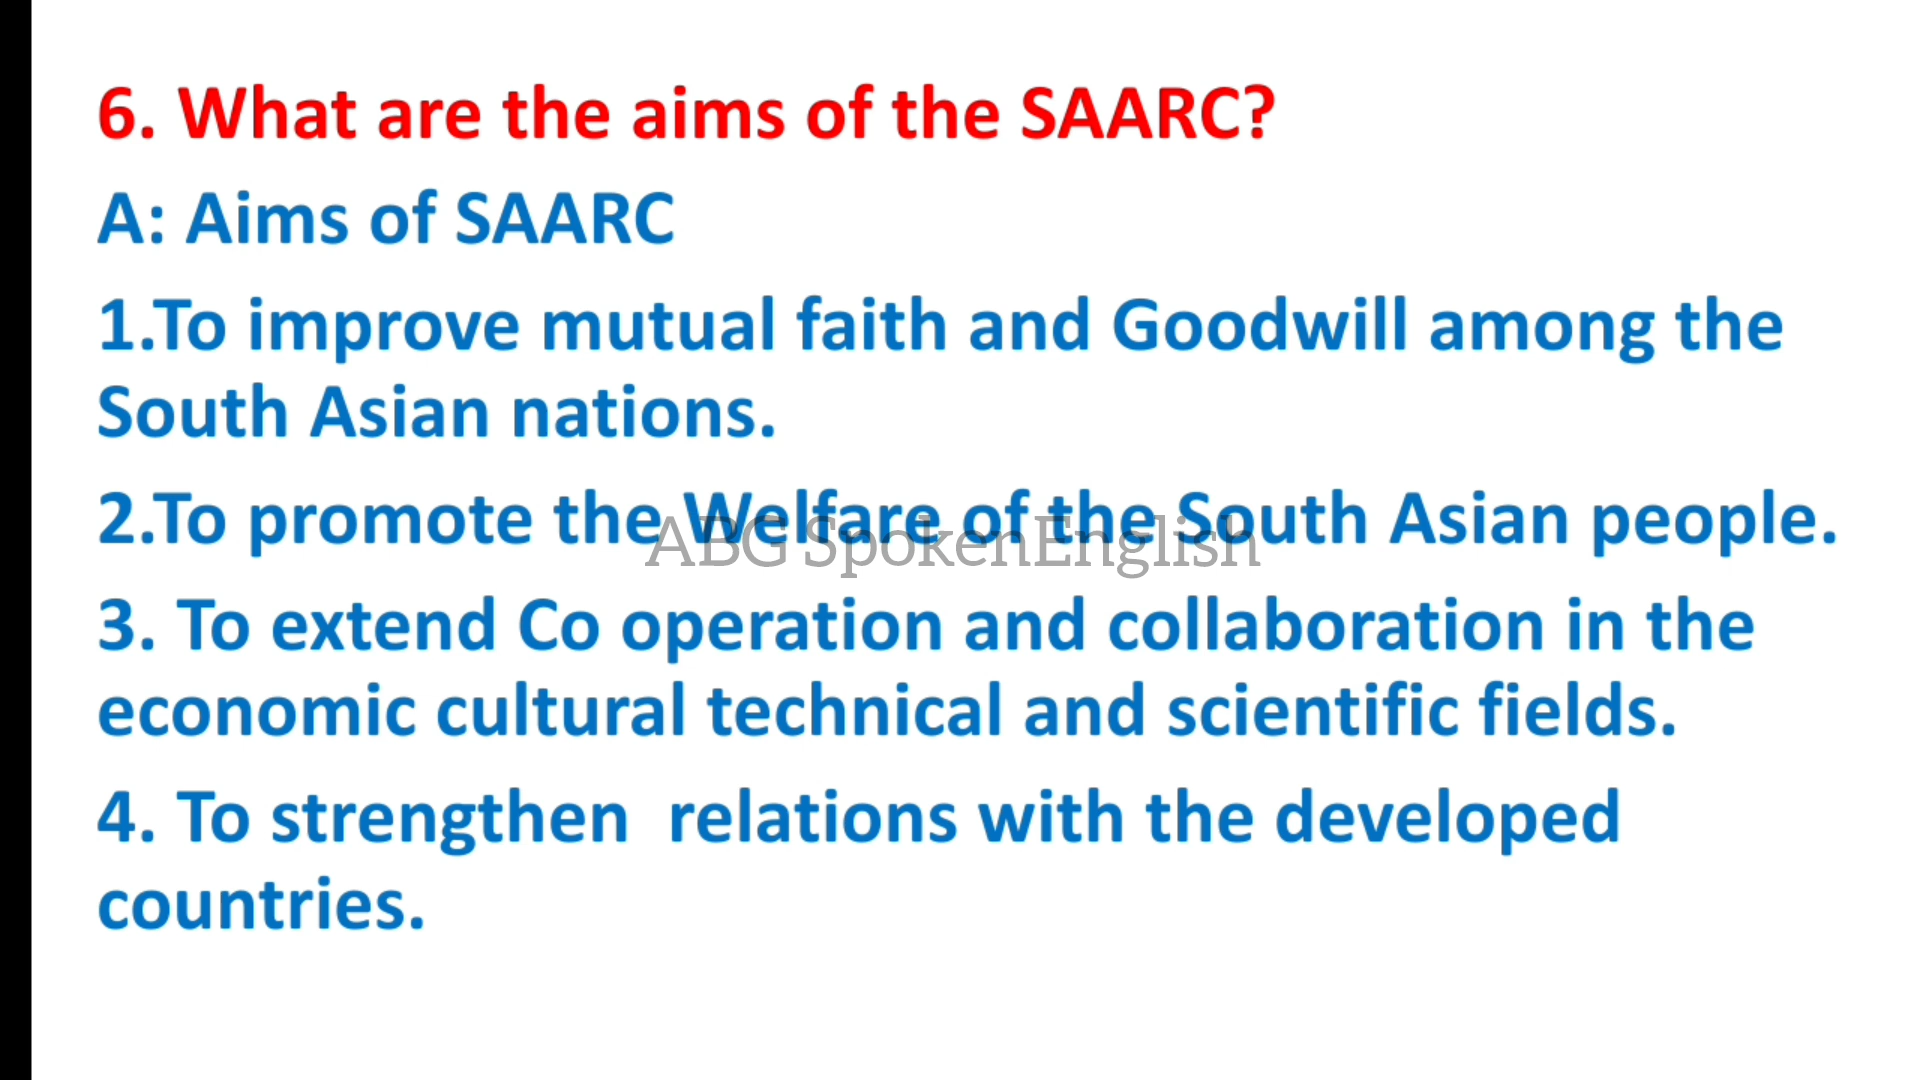 6. What are the aims of the SAARC?
A: Aims of SAARC
1.To improve mutual faith and Goodwill among the
South Asian nations.
2.To promote the Welfare of the South Asian people.
ABG SpokenEnglish
3. To extend Co operation and collaboration in the
economic cultural technical and scientific fields.
4. To strengthen  relations with the developed
countries.